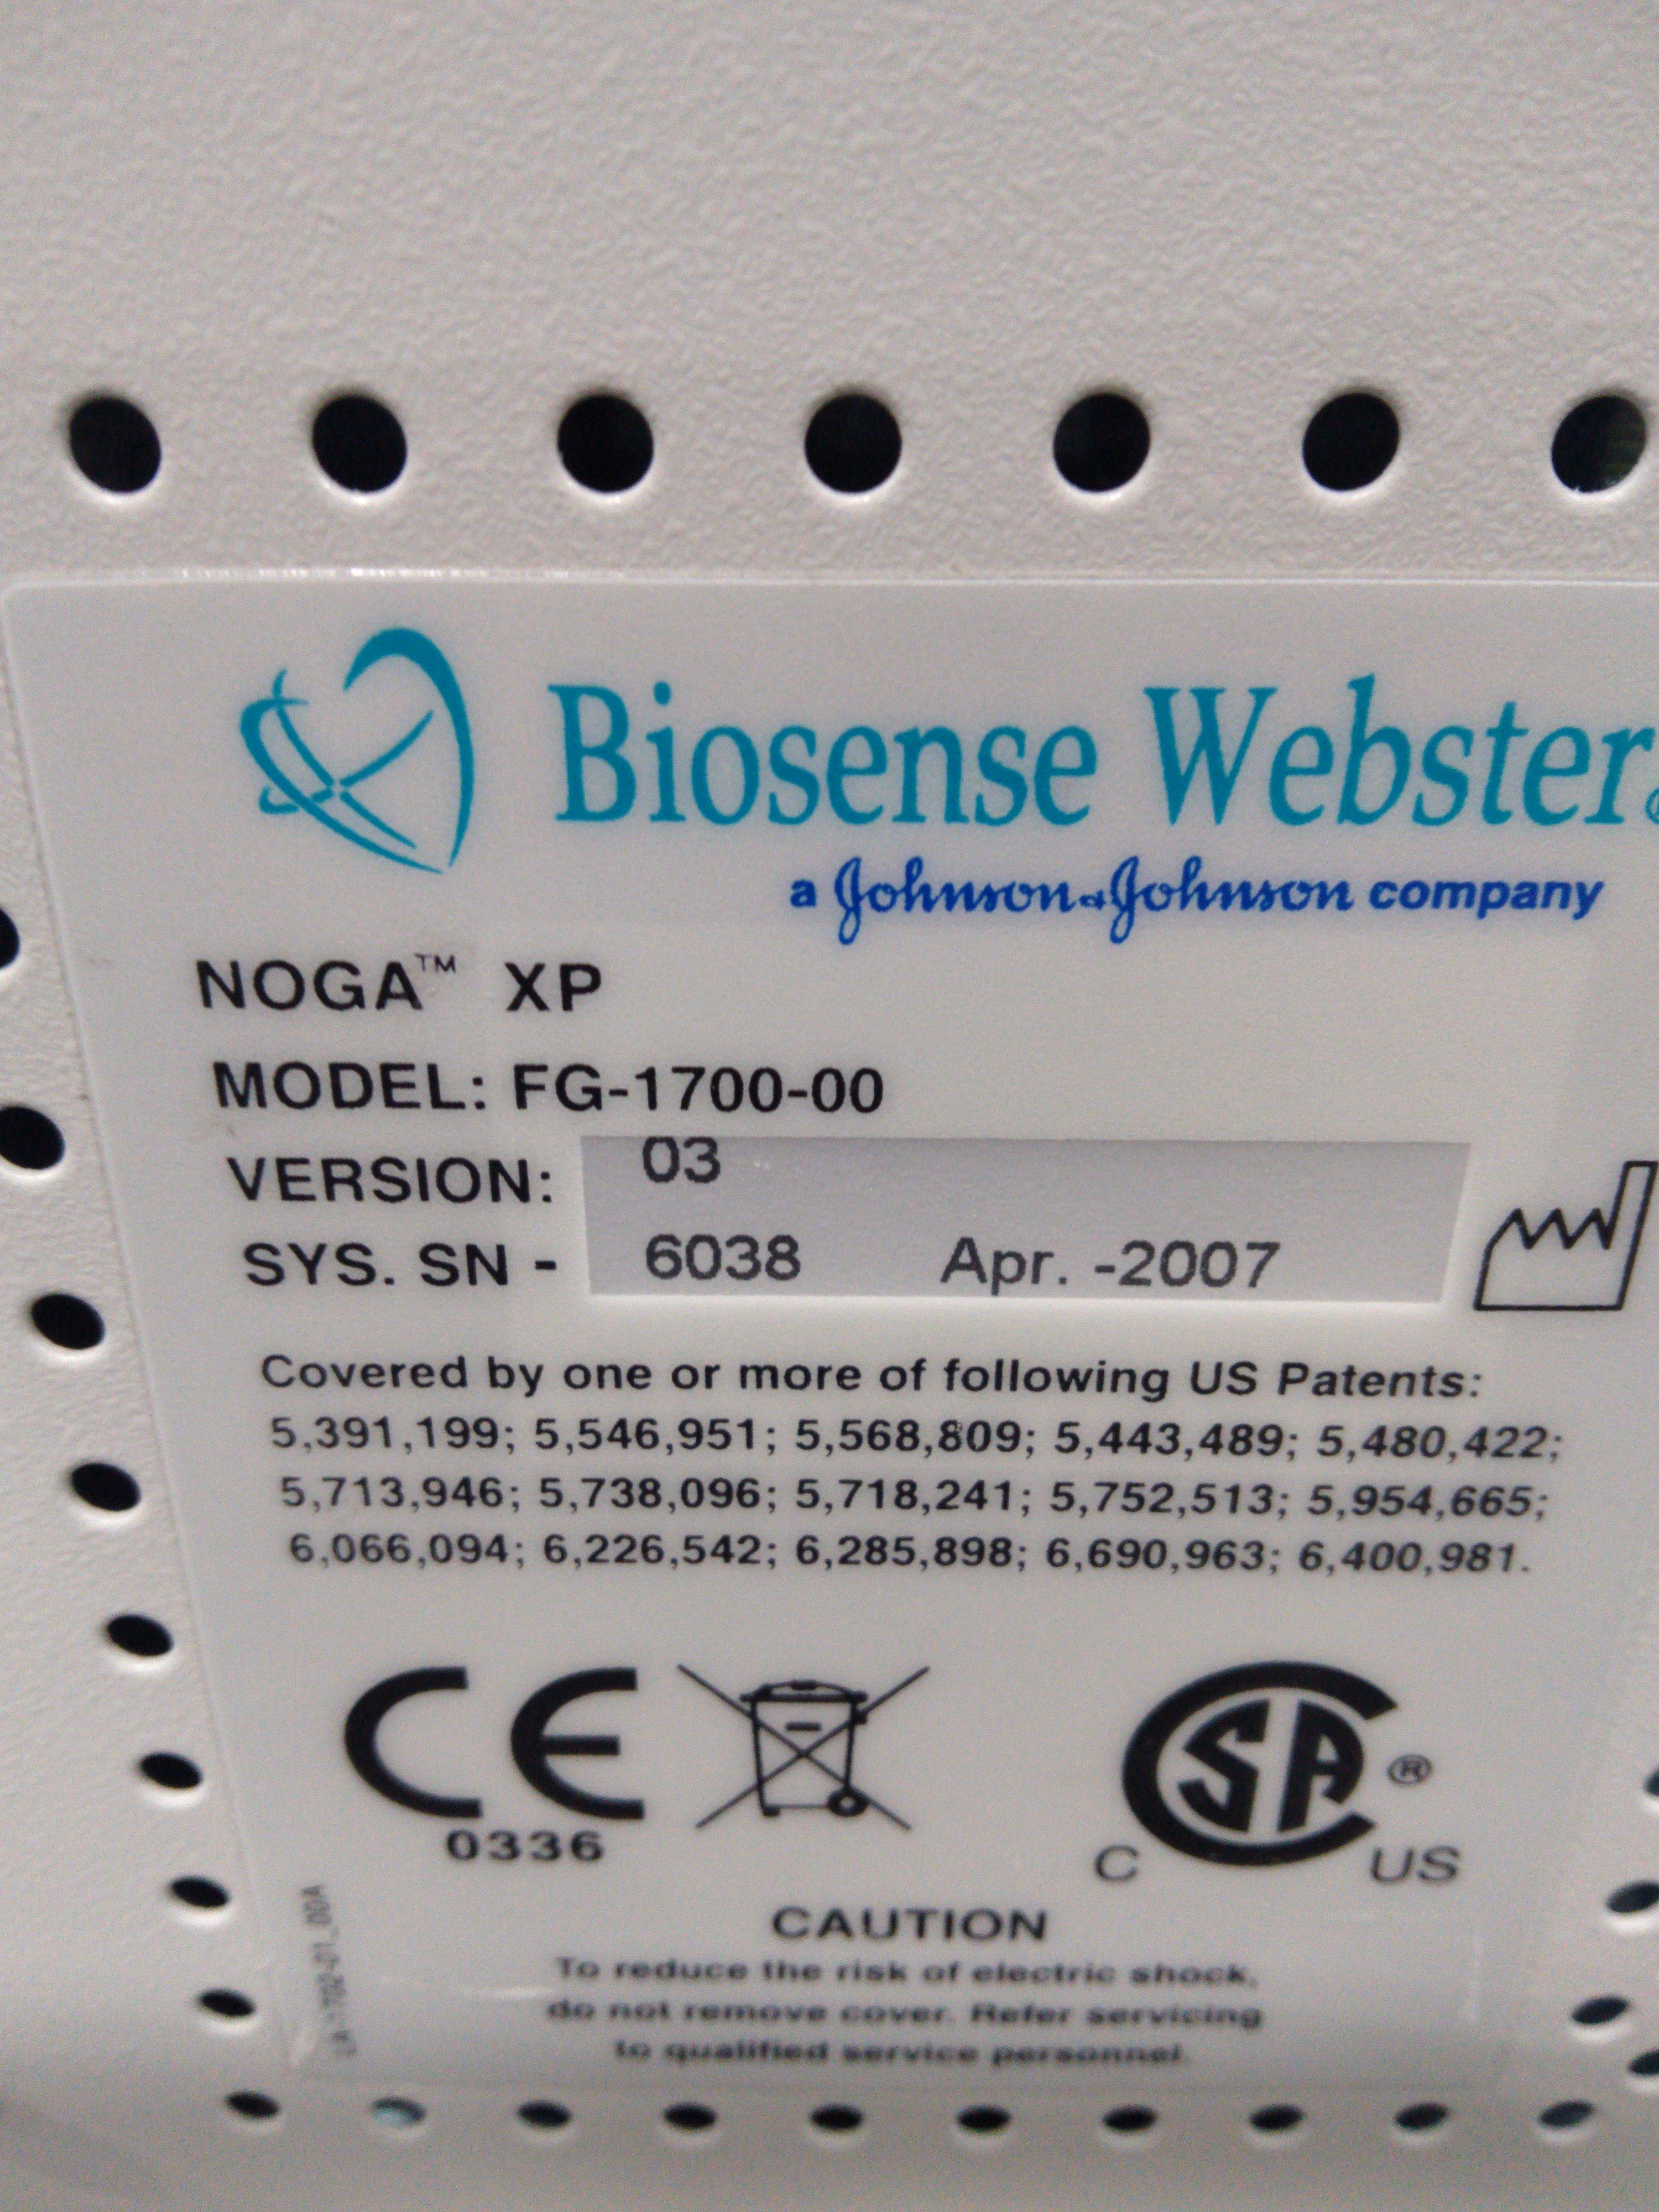 Biosense Webster
a Johnson & Johnson company
NOGA™ XP
MODEL: FG-1700-00
VERSION: 03
SYS. SN - 6038 Apr. -2007
Covered by one or more of following US Patents:
5,391,199; 5,546,951; 5,568,809; 5,443,489; 5,480,422;
5,713,946; 5,738,096; 5,718,241; 5,752,513; 5,954,665;
6,066,094; 6,226,542; 6,285,898; 6,690,963; 6,400,981.
CE
0336
CSA ®
C US
CAUTION
To reduce the risk of electric shock,
do not remove cover. Refer servicing
to qualified service personnel.